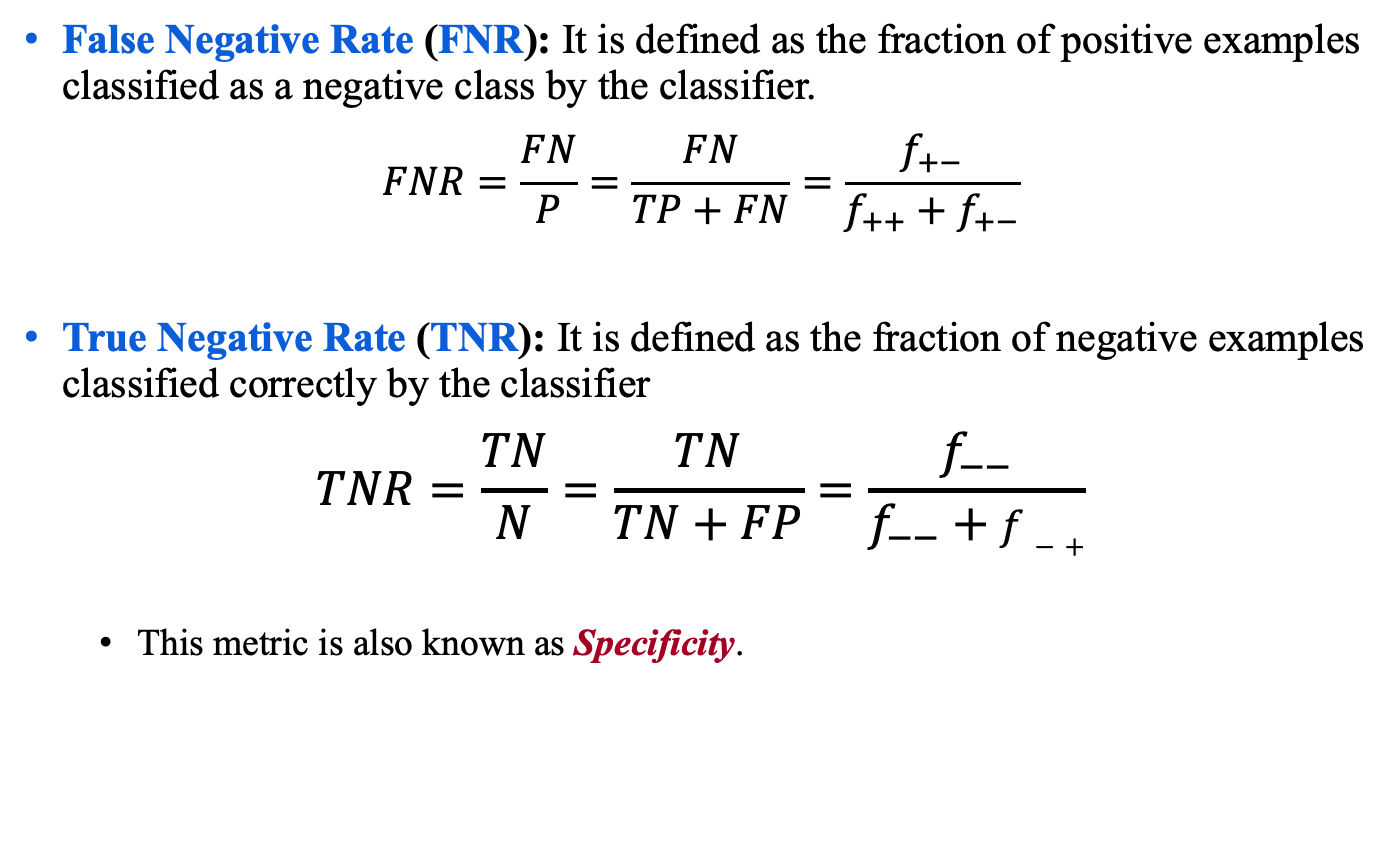 • False Negative Rate (FNR): It is defined as the fraction of positive examples
classified as a negative class by the classifier.
FNR = FN/P = FN/(TP + FN) = f₊₋/(f₊₊ + f₊₋)
• True Negative Rate (TNR): It is defined as the fraction of negative examples
classified correctly by the classifier
TNR = TN/N = TN/(TN + FP) = f₋₋/(f₋₋ + f ₋ ₊)
• This metric is also known as Specificity.